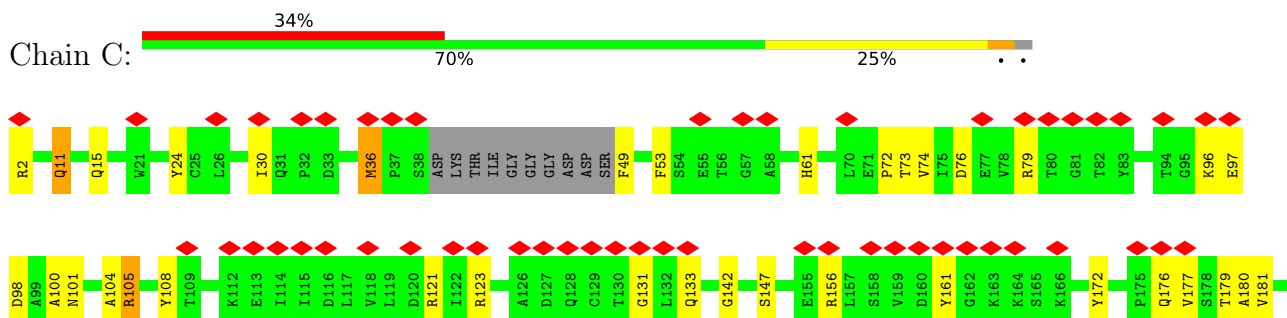 34%
Chain C:
70% 25% • •
R2 Q11 Q15 W21 Y24 C25 L26 I30 Q31 P32 D33 M36 P37 S38 ASP LYS THR ILE GLY GLY GLY ASP ASP SER F49 F53 S54 E55 T56 G57 A58 H61 L70 E71 P72 T73 V74 I75 D76 E77 V78 R79 T80 G81 T82 Y83 T94 G95 K96 E97
D98 A99 A100 N101 A104 R105 Y108 T109 K112 E113 I114 I115 D116 L117 V118 L119 D120 R121 I122 R123 A126 D127 Q128 C129 T130 G131 L132 Q133 G142 S147 E155 R156 L157 S158 V159 D160 Y161 G162 K163 K164 S165 K166 Y172 P175 Q176 V177 S178 T179 A180 V181